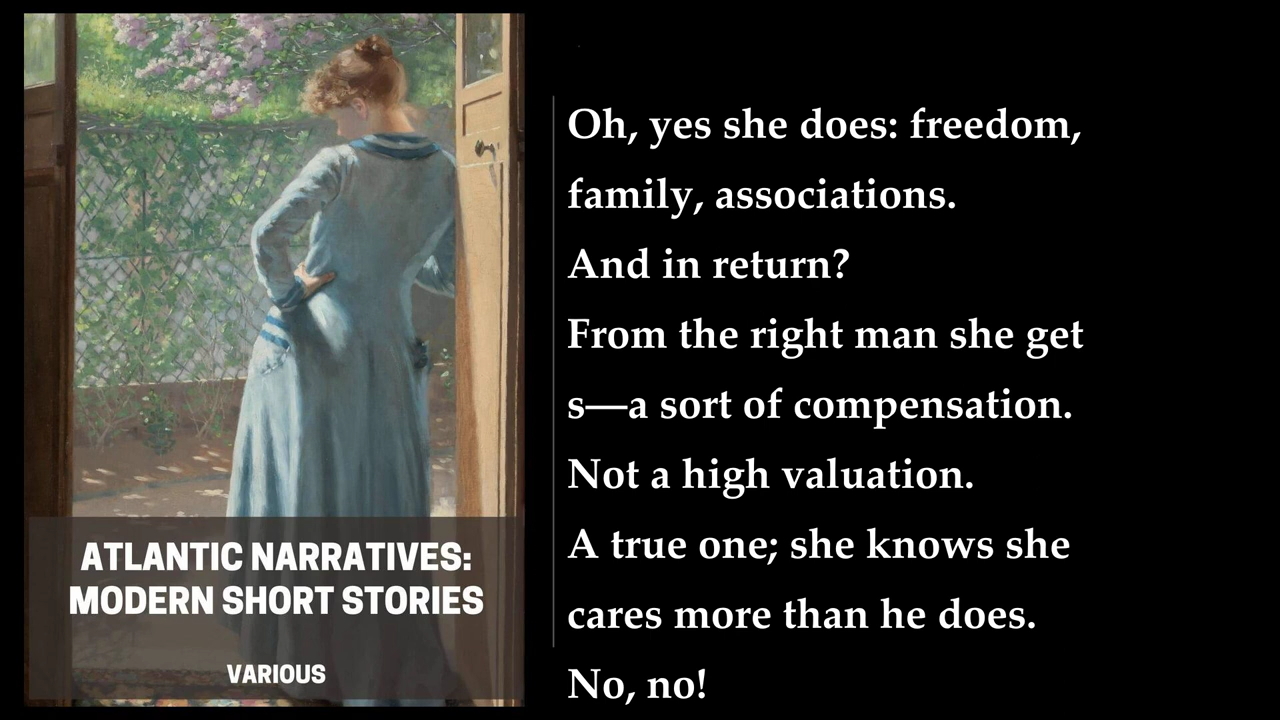 ATLANTIC NARRATIVES:
MODERN SHORT STORIES
VARIOUS
Oh, yes she does: freedom,
family, associations.
And in return?
From the right man she get
s—a sort of compensation.
Not a high valuation.
A true one; she knows she
cares more than he does.
No, no!